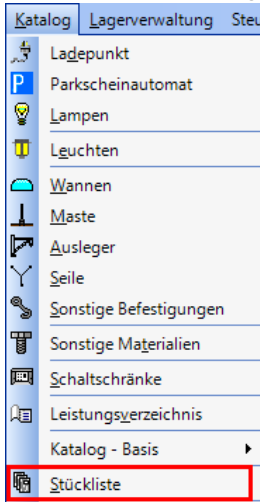 Katalog Lagerverwaltung Steu
Ladepunkt
P Parkscheinautomat
Lampen
Leuchten
Wannen
Maste
Ausleger
Seile
Sonstige Befestigungen
Sonstige Materialien
Schaltschränke
Leistungsverzeichnis
Katalog - Basis
Stückliste